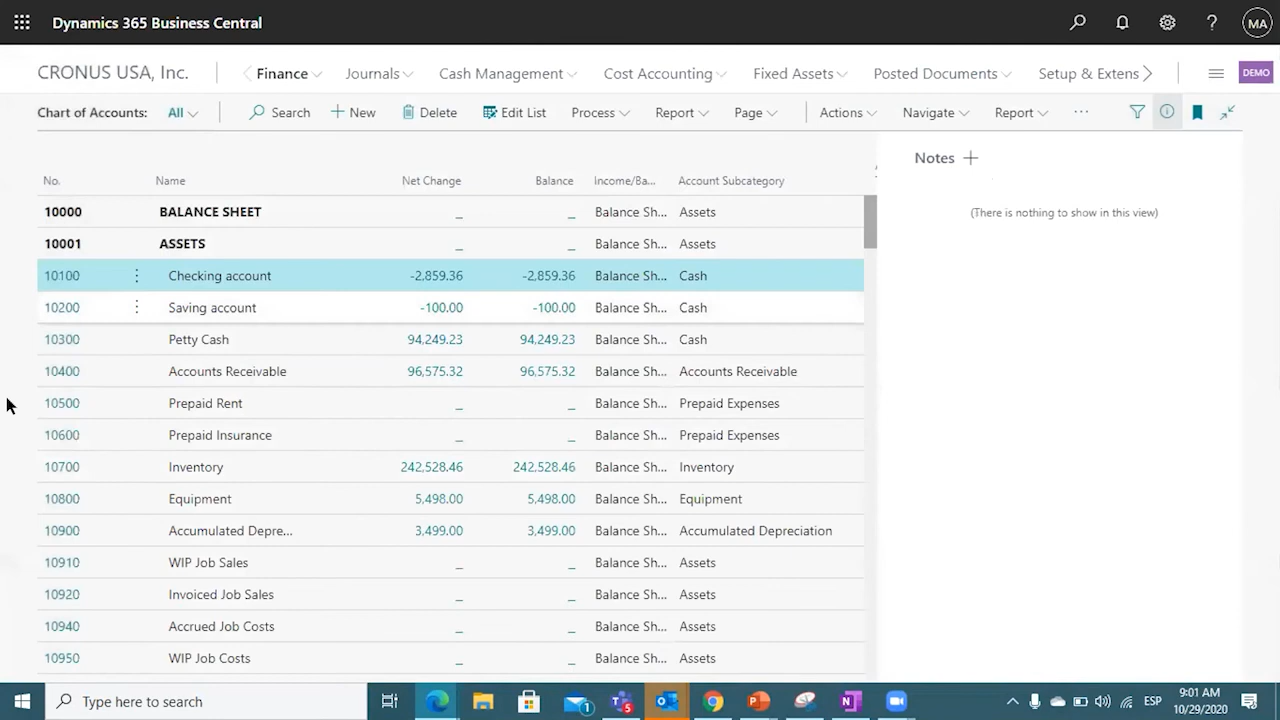 Dynamics 365 Business Central
MA
CRONUS USA, Inc. Finance Journals Cash Management Cost Accounting Fixed Assets Posted Documents Setup & Extens DEMO
Chart of Accounts: All Search New Delete Edit List Process Report Page Actions Navigate Report ...
Notes
No. Name Net Change Balance Income/Ba... Account Subcategory
(There is nothing to show in this view)
10000 BALANCE SHEET _ _ Balance Sh... Assets
10001 ASSETS _ _ Balance Sh... Assets
10100 Checking account -2,859.36 -2,859.36 Balance Sh... Cash
10200 Saving account -100.00 -100.00 Balance Sh... Cash
10300 Petty Cash 94,249.23 94,249.23 Balance Sh... Cash
10400 Accounts Receivable 96,575.32 96,575.32 Balance Sh... Accounts Receivable
10500 Prepaid Rent _ _ Balance Sh... Prepaid Expenses
10600 Prepaid Insurance _ _ Balance Sh... Prepaid Expenses
10700 Inventory 242,528.46 242,528.46 Balance Sh... Inventory
10800 Equipment 5,498.00 5,498.00 Balance Sh... Equipment
10900 Accumulated Depre... 3,499.00 3,499.00 Balance Sh... Accumulated Depreciation
10910 WIP Job Sales _ _ Balance Sh... Assets
10920 Invoiced Job Sales _ _ Balance Sh... Assets
10940 Accrued Job Costs _ _ Balance Sh... Assets
10950 WIP Job Costs _ _ Balance Sh... Assets
Type here to search
ESP
9:01 AM
10/29/2020